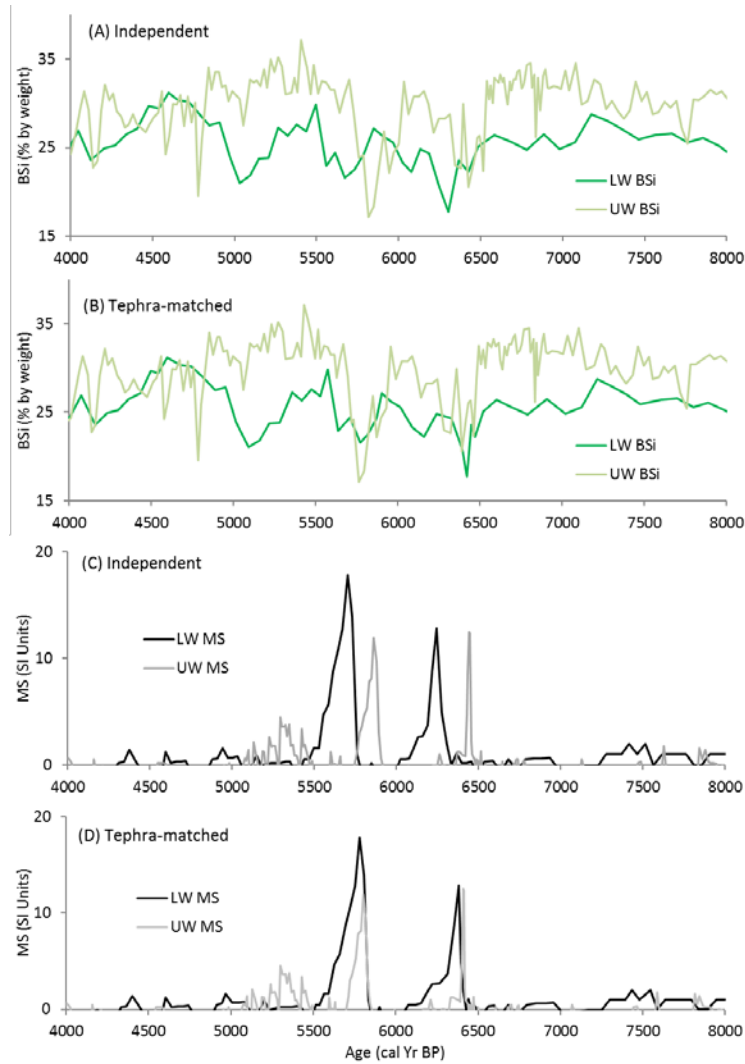 (A) Independent
BSi (% by weight)
35
25
15
LW BSi
UW BSi
4000 4500 5000 5500 6000 6500 7000 7500 8000
(B) Tephra-matched
BSi (% by weight)
35
25
15
LW BSi
UW BSi
4000 4500 5000 5500 6000 6500 7000 7500 8000
(C) Independent
MS (SI Units)
20
10
0
LW MS
UW MS
4000 4500 5000 5500 6000 6500 7000 7500 8000
(D) Tephra-matched
MS (SI Units)
20
10
0
LW MS
UW MS
4000 4500 5000 5500 6000 6500 7000 7500 8000
Age (cal Yr BP)